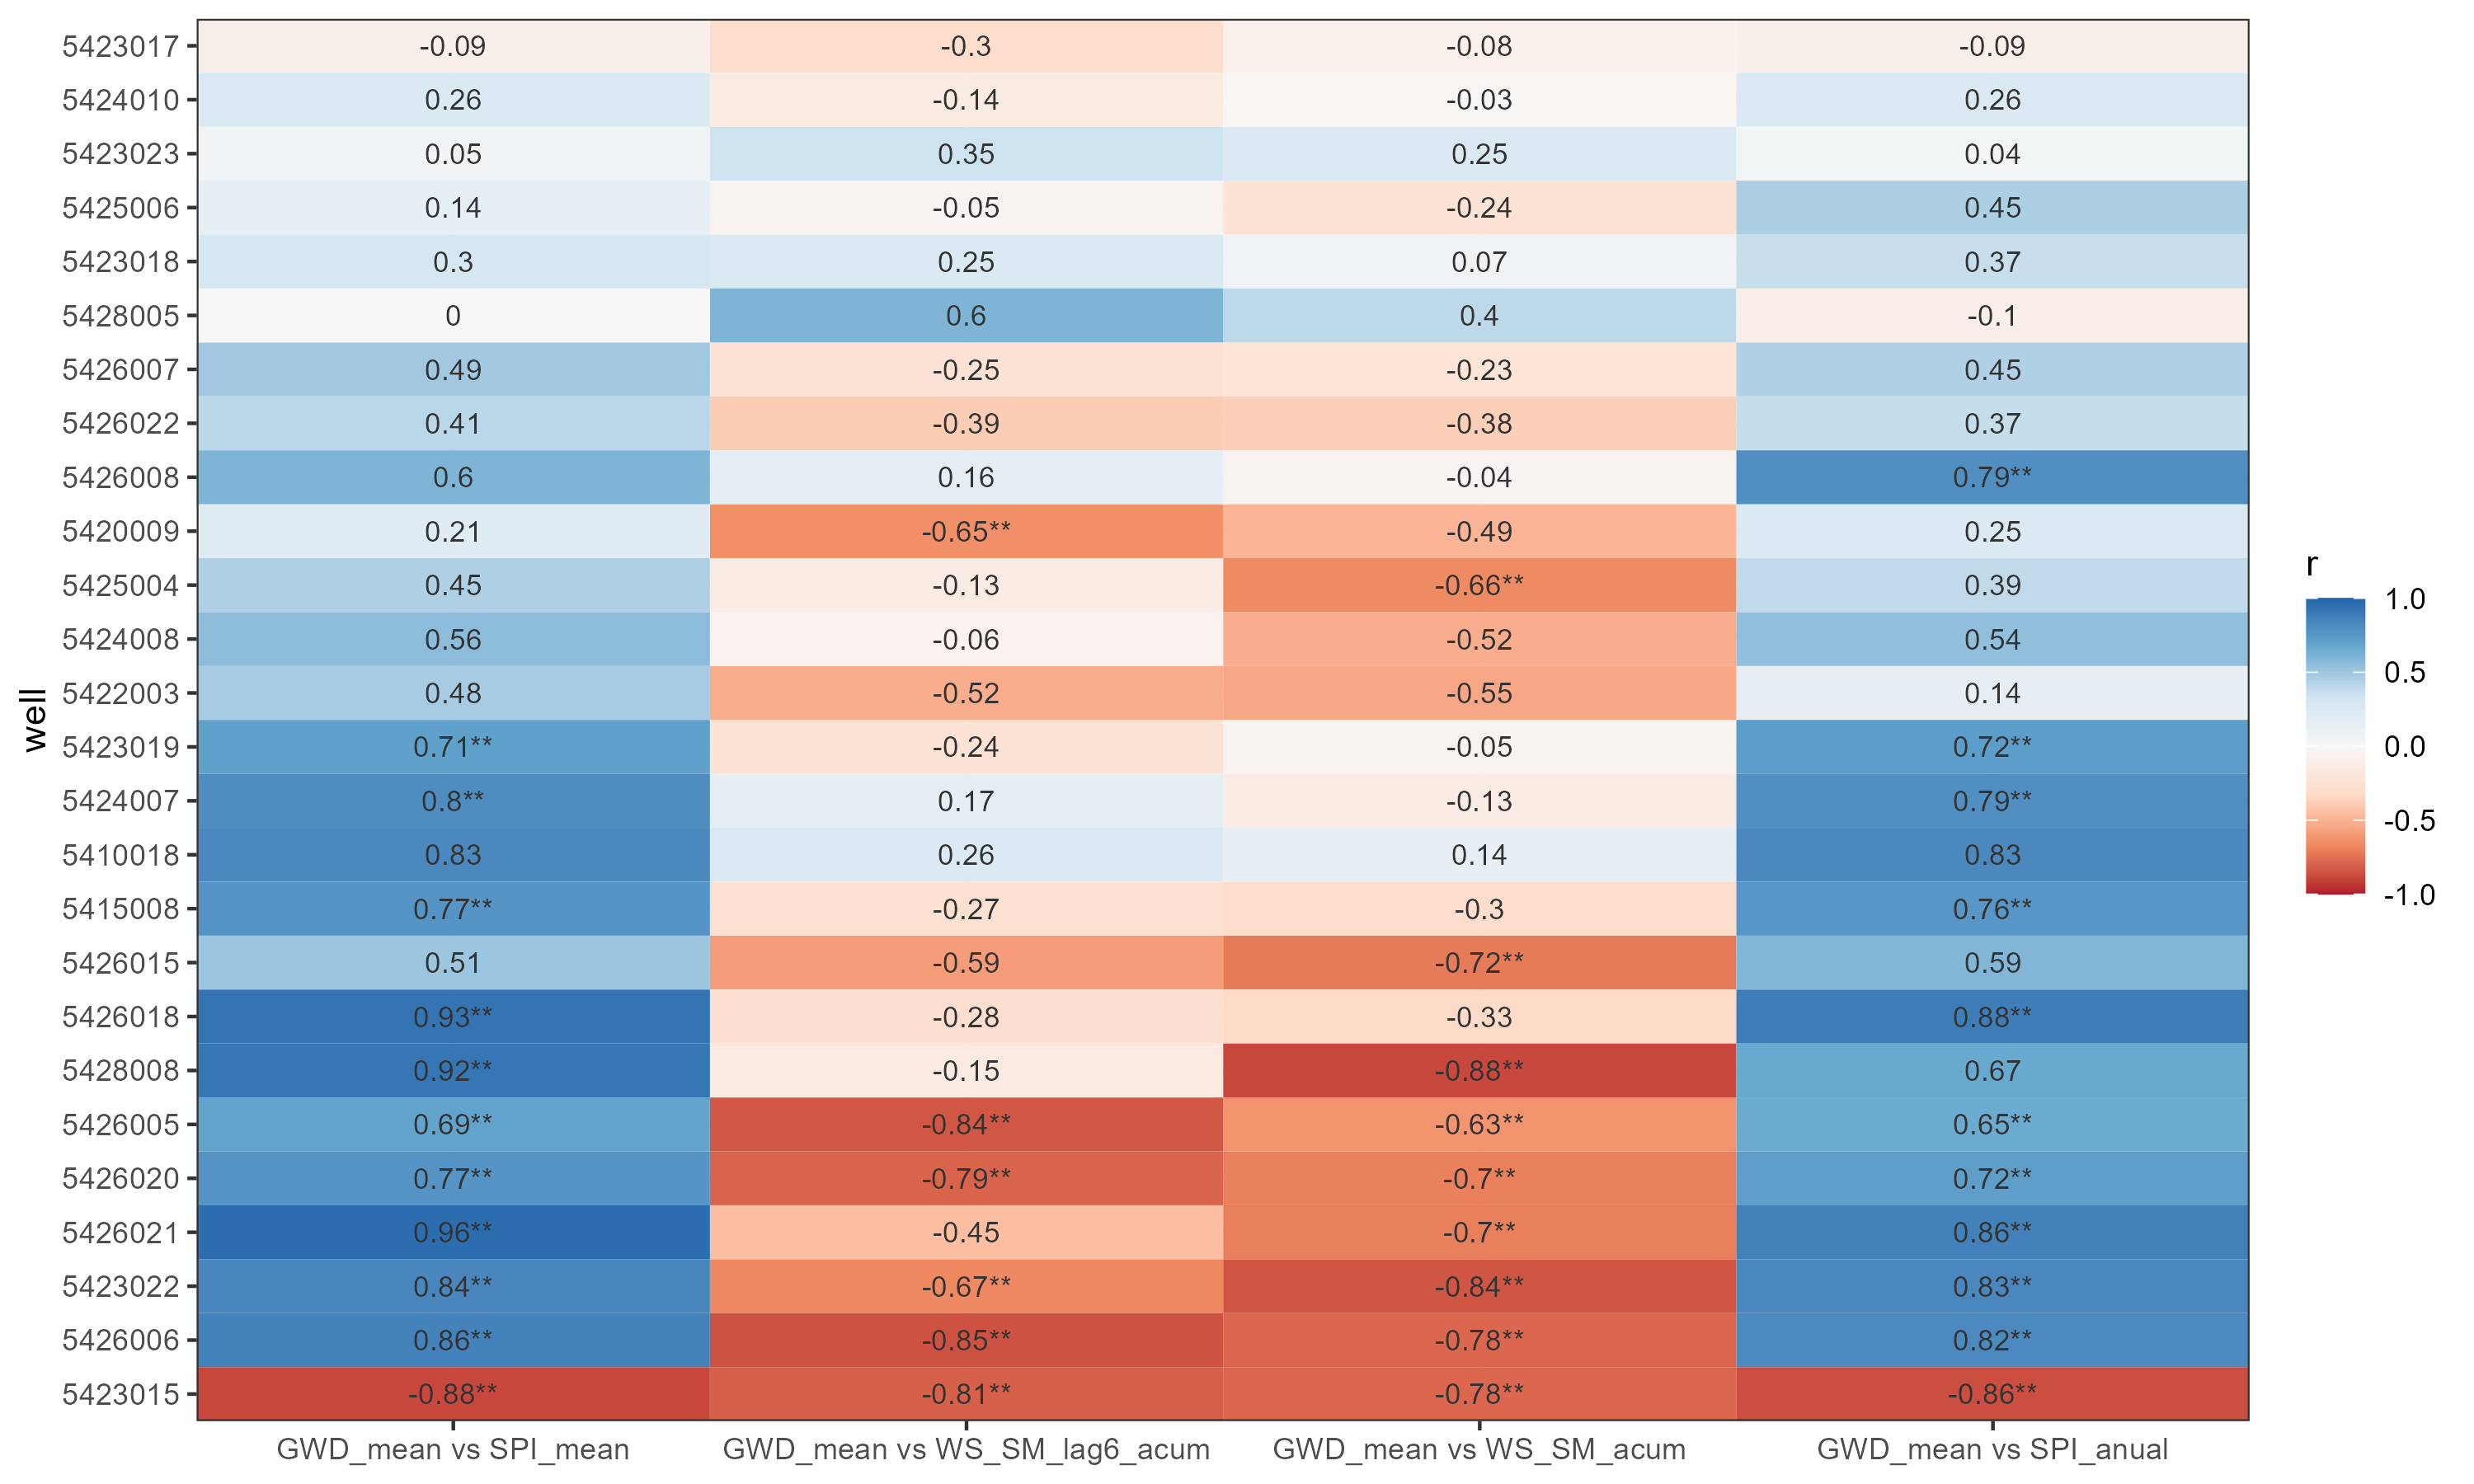 5423017 -0.09 -0.3 -0.08 -0.09
5424010 0.26 -0.14 -0.03 0.26
5423023 0.05 0.35 0.25 0.04
5425006 0.14 -0.05 -0.24 0.45
5423018 0.3 0.25 0.07 0.37
5428005 0 0.6 0.4 -0.1
5426007 0.49 -0.25 -0.23 0.45
5426022 0.41 -0.39 -0.38 0.37
5426008 0.6 0.16 -0.04 0.79**
5420009 0.21 -0.65** -0.49 0.25
5425004 0.45 -0.13 -0.66** 0.39
5424008 0.56 -0.06 -0.52 0.54
5422003 0.48 -0.52 -0.55 0.14
5423019 0.71** -0.24 -0.05 0.72**
5424007 0.8** 0.17 -0.13 0.79**
5410018 0.83 0.26 0.14 0.83
5415008 0.77** -0.27 -0.3 0.76**
5426015 0.51 -0.59 -0.72** 0.59
5426018 0.93** -0.28 -0.33 0.88**
5428008 0.92** -0.15 -0.88** 0.67
5426005 0.69** -0.84** -0.63** 0.65**
5426020 0.77** -0.79** -0.7** 0.72**
5426021 0.96** -0.45 -0.7** 0.86**
5423022 0.84** -0.67** -0.84** 0.83**
5426006 0.86** -0.85** -0.78** 0.82**
5423015 -0.88** -0.81** -0.78** -0.86**
GWD_mean vs SPI_mean GWD_mean vs WS_SM_lag6_acum GWD_mean vs WS_SM_acum GWD_mean vs SPI_anual
well
r
1.0
0.5
0.0
-0.5
-1.0